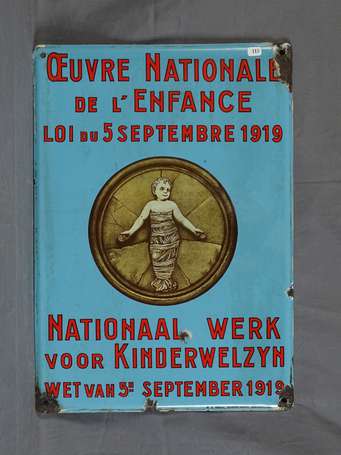 ŒUVRE NATIONALE
DE L'ENFANCE
LOI DU 5 SEPTEMBRE 1919
NATIONAAL WERK
VOOR KINDERWELZYN
WET VAN 5ᴱ SEPTEMBER 1919